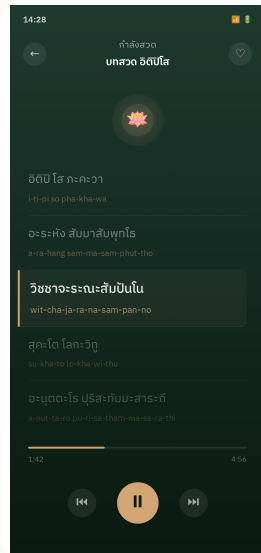 14:28
กำลังสวด
บทสวด อิติปิโส
อิติปิ โส ภะคะวา
i-ti-pi so pha-kha-wa
อะระหัง สัมมาสัมพุทโธ
a-ra-hang sam-ma-sam-phut-tho
วิชชาจะระณะสัมปันโน
wit-cha-ja-ra-na-sam-pan-no
สุคะโต โลกะวิทู
su-kha-to lo-kha-wi-thu
อะนุตตะโร ปุริสะทัมมะสาระถิ
a-nut-ta-ro pu-ri-sa-tham-ma-sa-ra-thi
1:42
4:56